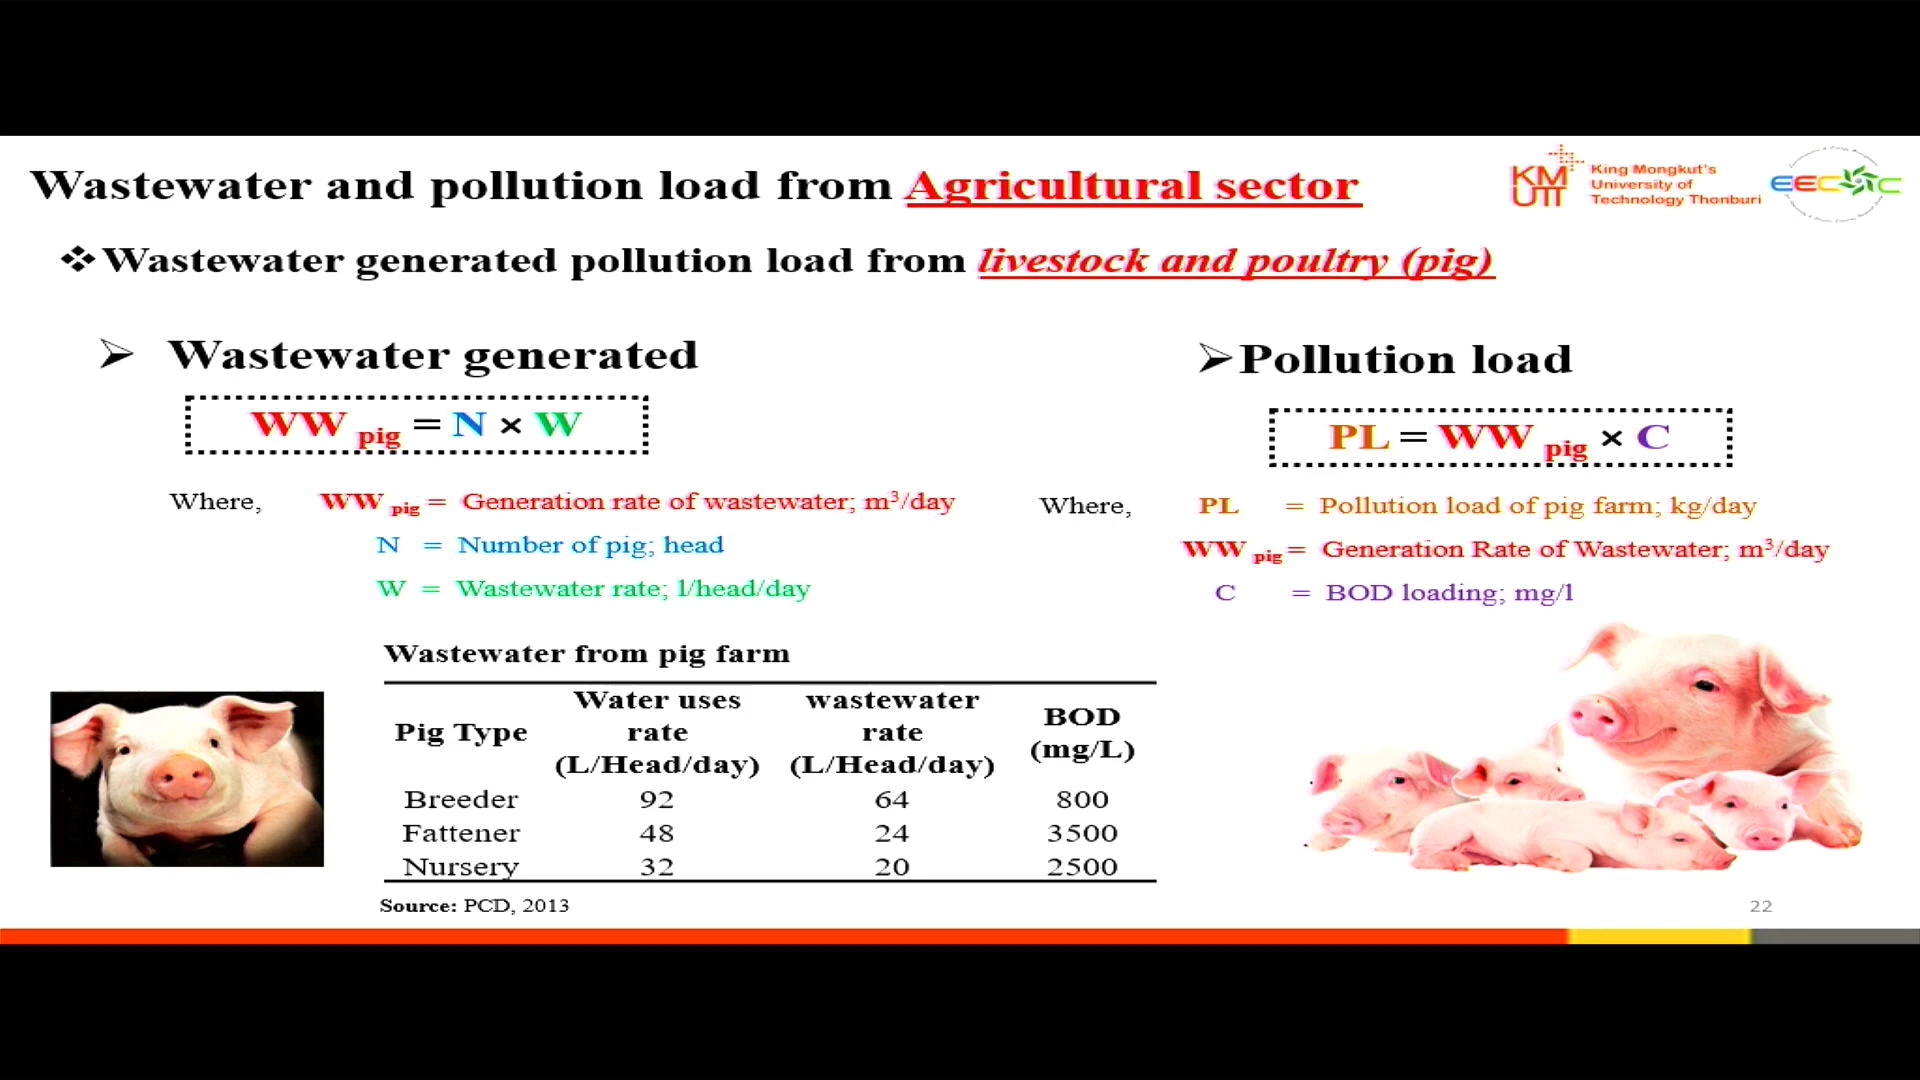 Wastewater and pollution load from Agricultural sector
KM
UTT
King Mongkut's
University of
Technology Thonburi
EEC
❖Wastewater generated pollution load from livestock and poultry (pig)
➢ Wastewater generated
WW pig = N × W
Where, WW pig = Generation rate of wastewater; m³/day
N = Number of pig; head
W = Wastewater rate; l/head/day
➢Pollution load
PL = WW pig × C
Where, PL = Pollution load of pig farm; kg/day
WW pig = Generation Rate of Wastewater; m³/day
C = BOD loading; mg/l
Wastewater from pig farm
Pig Type Water uses rate (L/Head/day) wastewater rate (L/Head/day) BOD (mg/L)
Breeder 92 64 800
Fattener 48 24 3500
Nursery 32 20 2500
Source: PCD, 2013
22